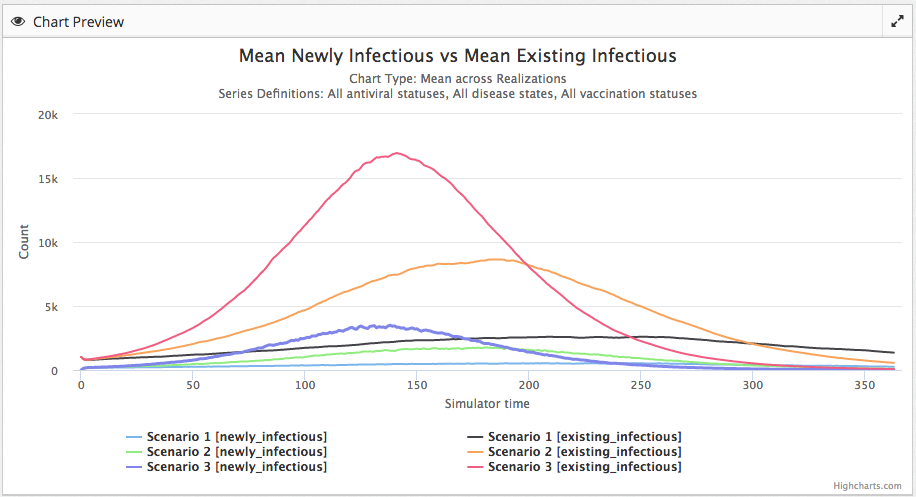 Chart Preview
Mean Newly Infectious vs Mean Existing Infectious
Chart Type: Mean across Realizations
Series Definitions: All antiviral statuses, All disease states, All vaccination statuses
20k
15k
10k
5k
0
Count
0 50 100 150 200 250 300 350
Simulator time
Scenario 1 [newly_infectious] Scenario 1 [existing_infectious]
Scenario 2 [newly_infectious] Scenario 2 [existing_infectious]
Scenario 3 [newly_infectious] Scenario 3 [existing_infectious]
Highcharts.com